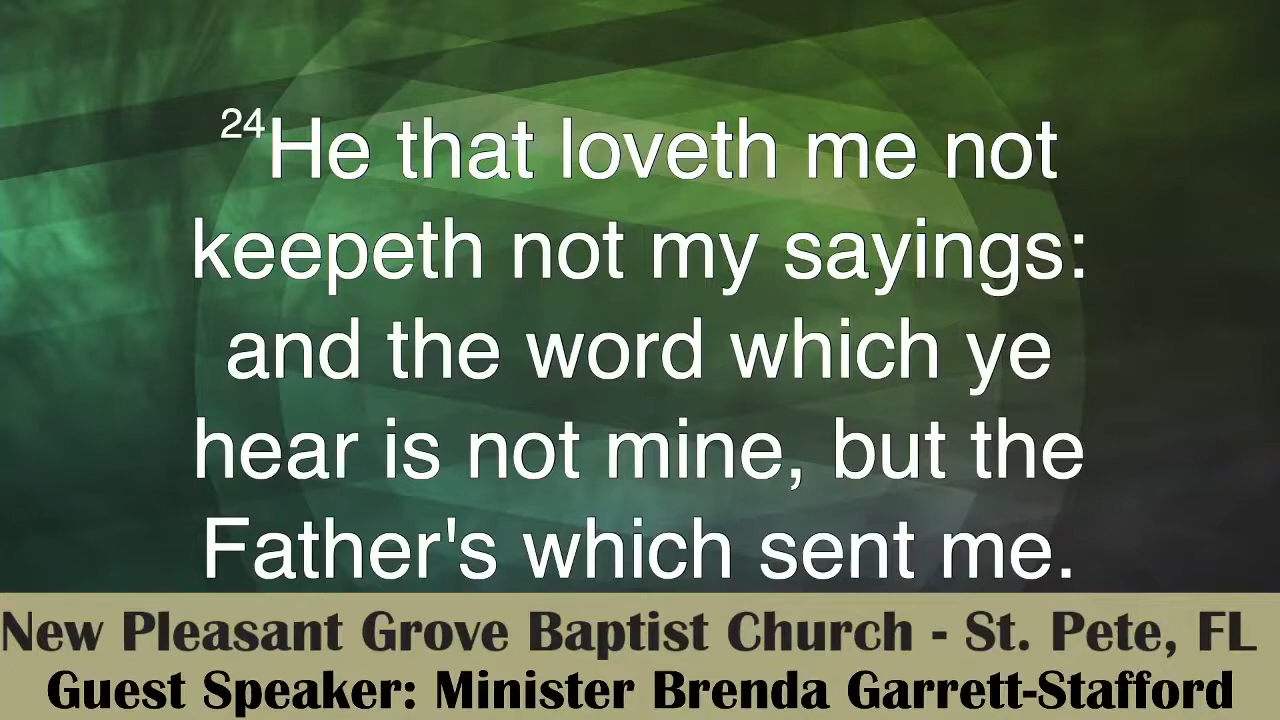 24He that loveth me not
keepeth not my sayings:
and the word which ye
hear is not mine, but the
Father's which sent me.
New Pleasant Grove Baptist Church - St. Pete, FL
Guest Speaker: Minister Brenda Garrett-Stafford